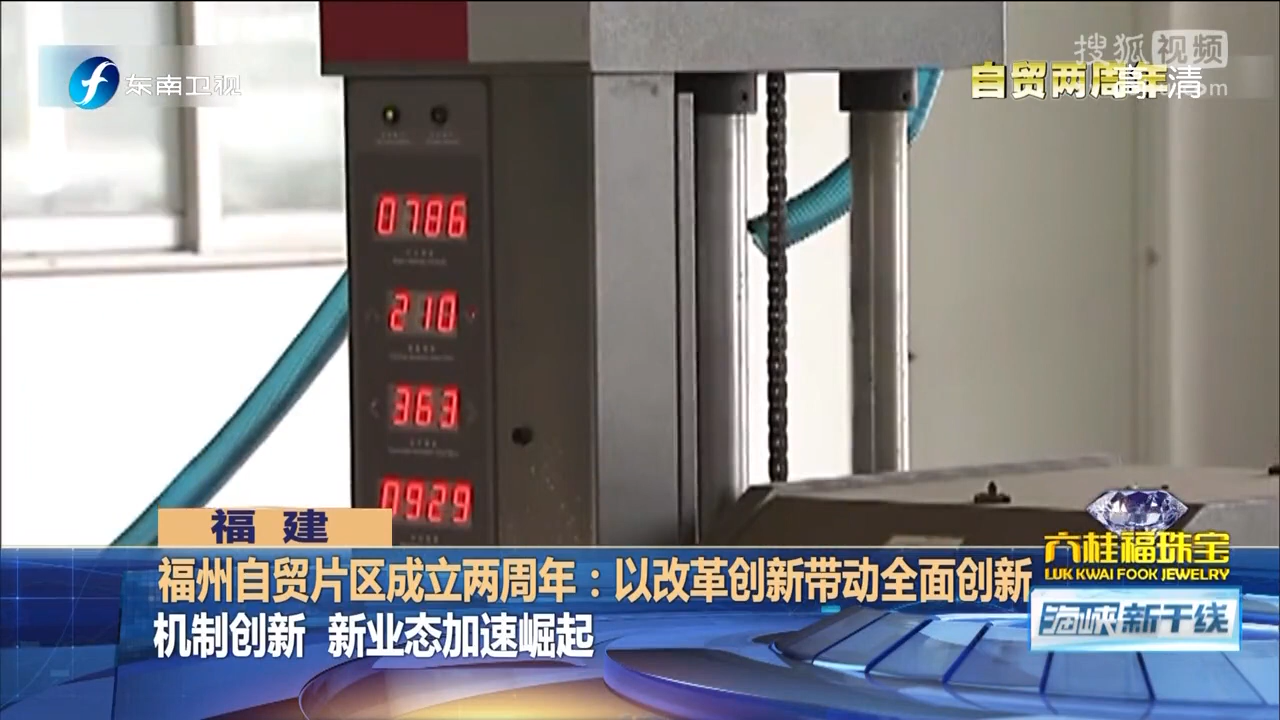 东南卫视
搜狐视频
自贸两周年
高清
0786
210
363
0929
福建
福州自贸片区成立两周年：以改革创新带动全面创新
机制创新 新业态加速崛起
六桂福珠宝
LUK KWAI FOOK JEWELRY
海峡新干线